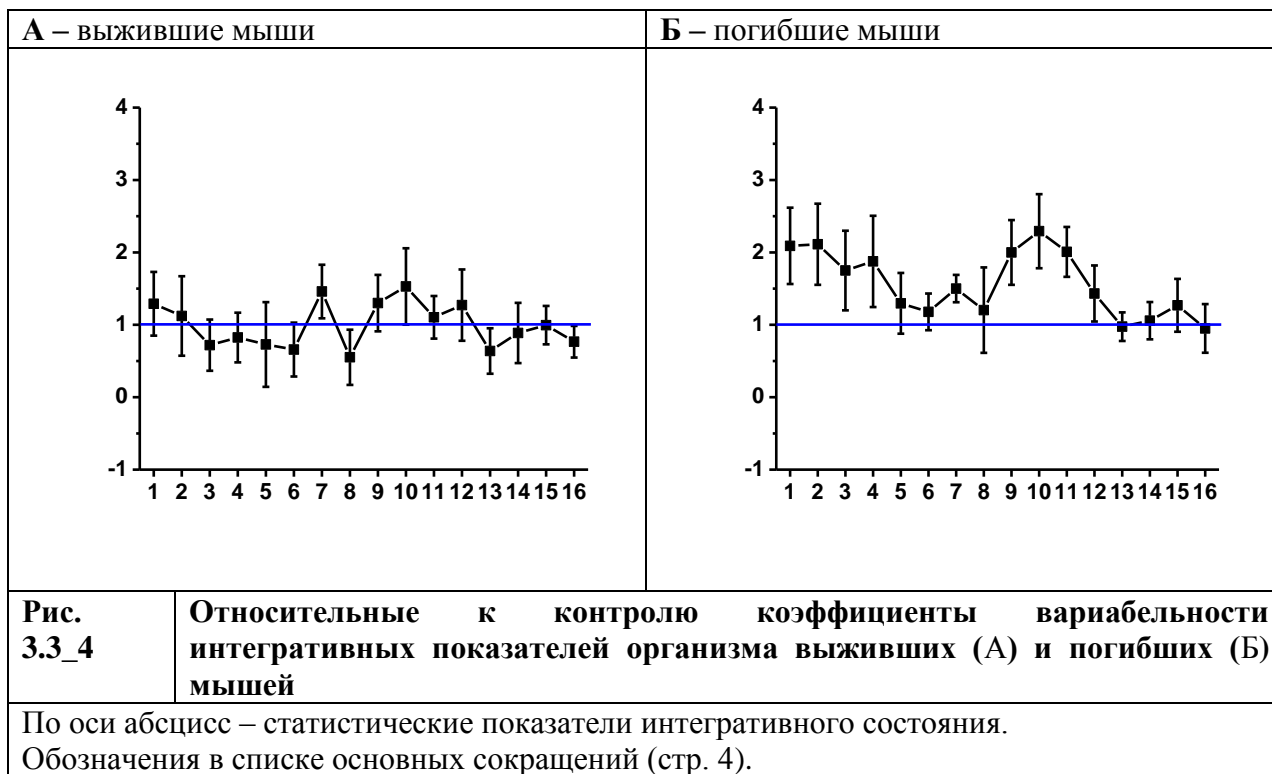 А – выжившие мыши
Б – погибшие мыши
4
3
2
1
0
-1
1 2 3 4 5 6 7 8 9 10 11 12 13 14 15 16
4
3
2
1
0
-1
1 2 3 4 5 6 7 8 9 10 11 12 13 14 15 16
Рис.
3.3_4
Относительные к контролю коэффициенты вариабельности
интегративных показателей организма выживших (А) и погибших (Б)
мышей
По оси абсцисс – статистические показатели интегративного состояния.
Обозначения в списке основных сокращений (стр. 4).